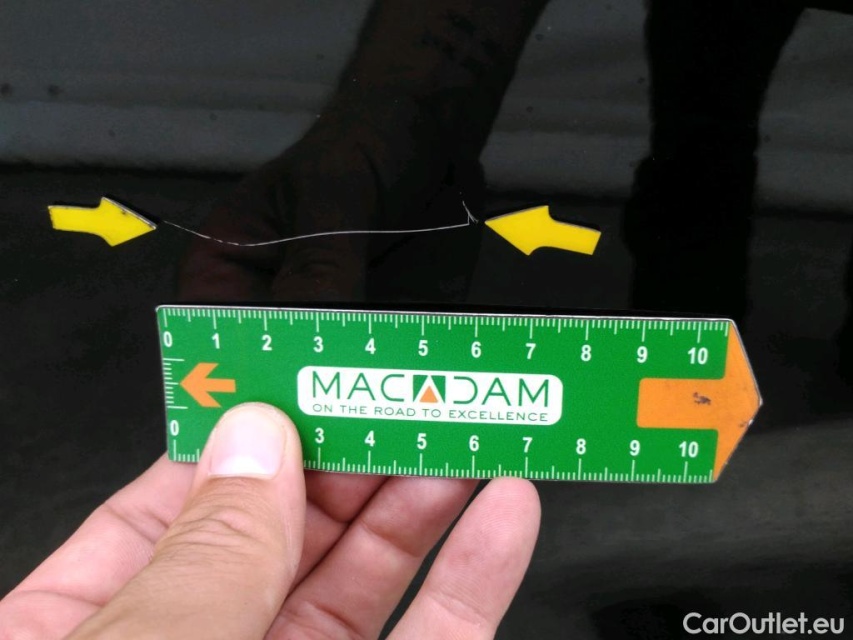 0 1 2 3 4 5 6 7 8 9 10
MACADAM
ON THE ROAD TO EXCELLENCE
0 3 4 5 6 7 8 9 10
CarOutlet.eu